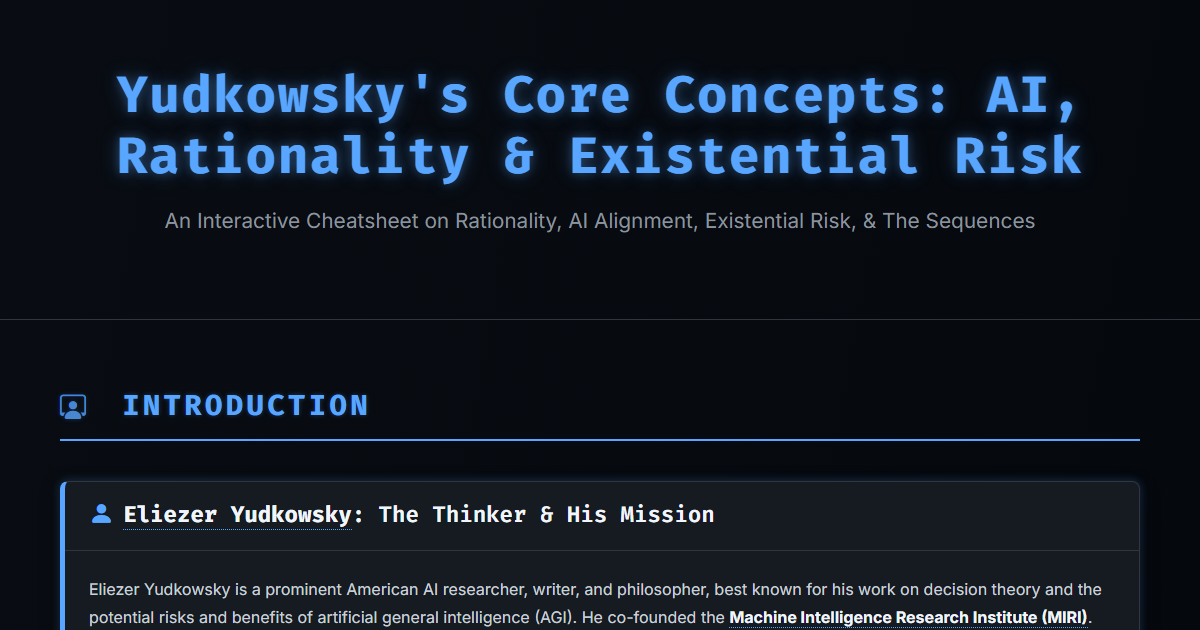 Yudkowsky's Core Concepts: AI,
Rationality & Existential Risk
An Interactive Cheatsheet on Rationality, AI Alignment, Existential Risk, & The Sequences
INTRODUCTION
Eliezer Yudkowsky: The Thinker & His Mission
Eliezer Yudkowsky is a prominent American AI researcher, writer, and philosopher, best known for his work on decision theory and the
potential risks and benefits of artificial general intelligence (AGI). He co-founded the Machine Intelligence Research Institute (MIRI).